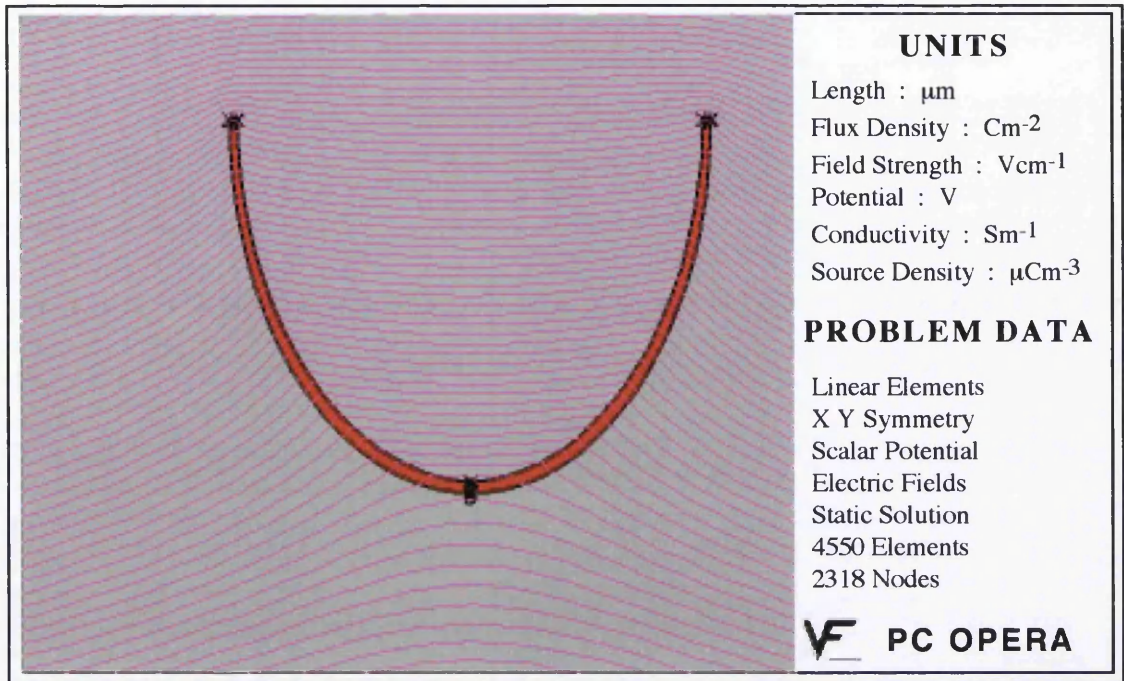 UNITS
Length : μm
Flux Density : Cm-2
Field Strength : Vcm-1
Potential : V
Conductivity : Sm-1
Source Density : μCm-3
PROBLEM DATA
Linear Elements
X Y Symmetry
Scalar Potential
Electric Fields
Static Solution
4550 Elements
2318 Nodes
VF PC OPERA